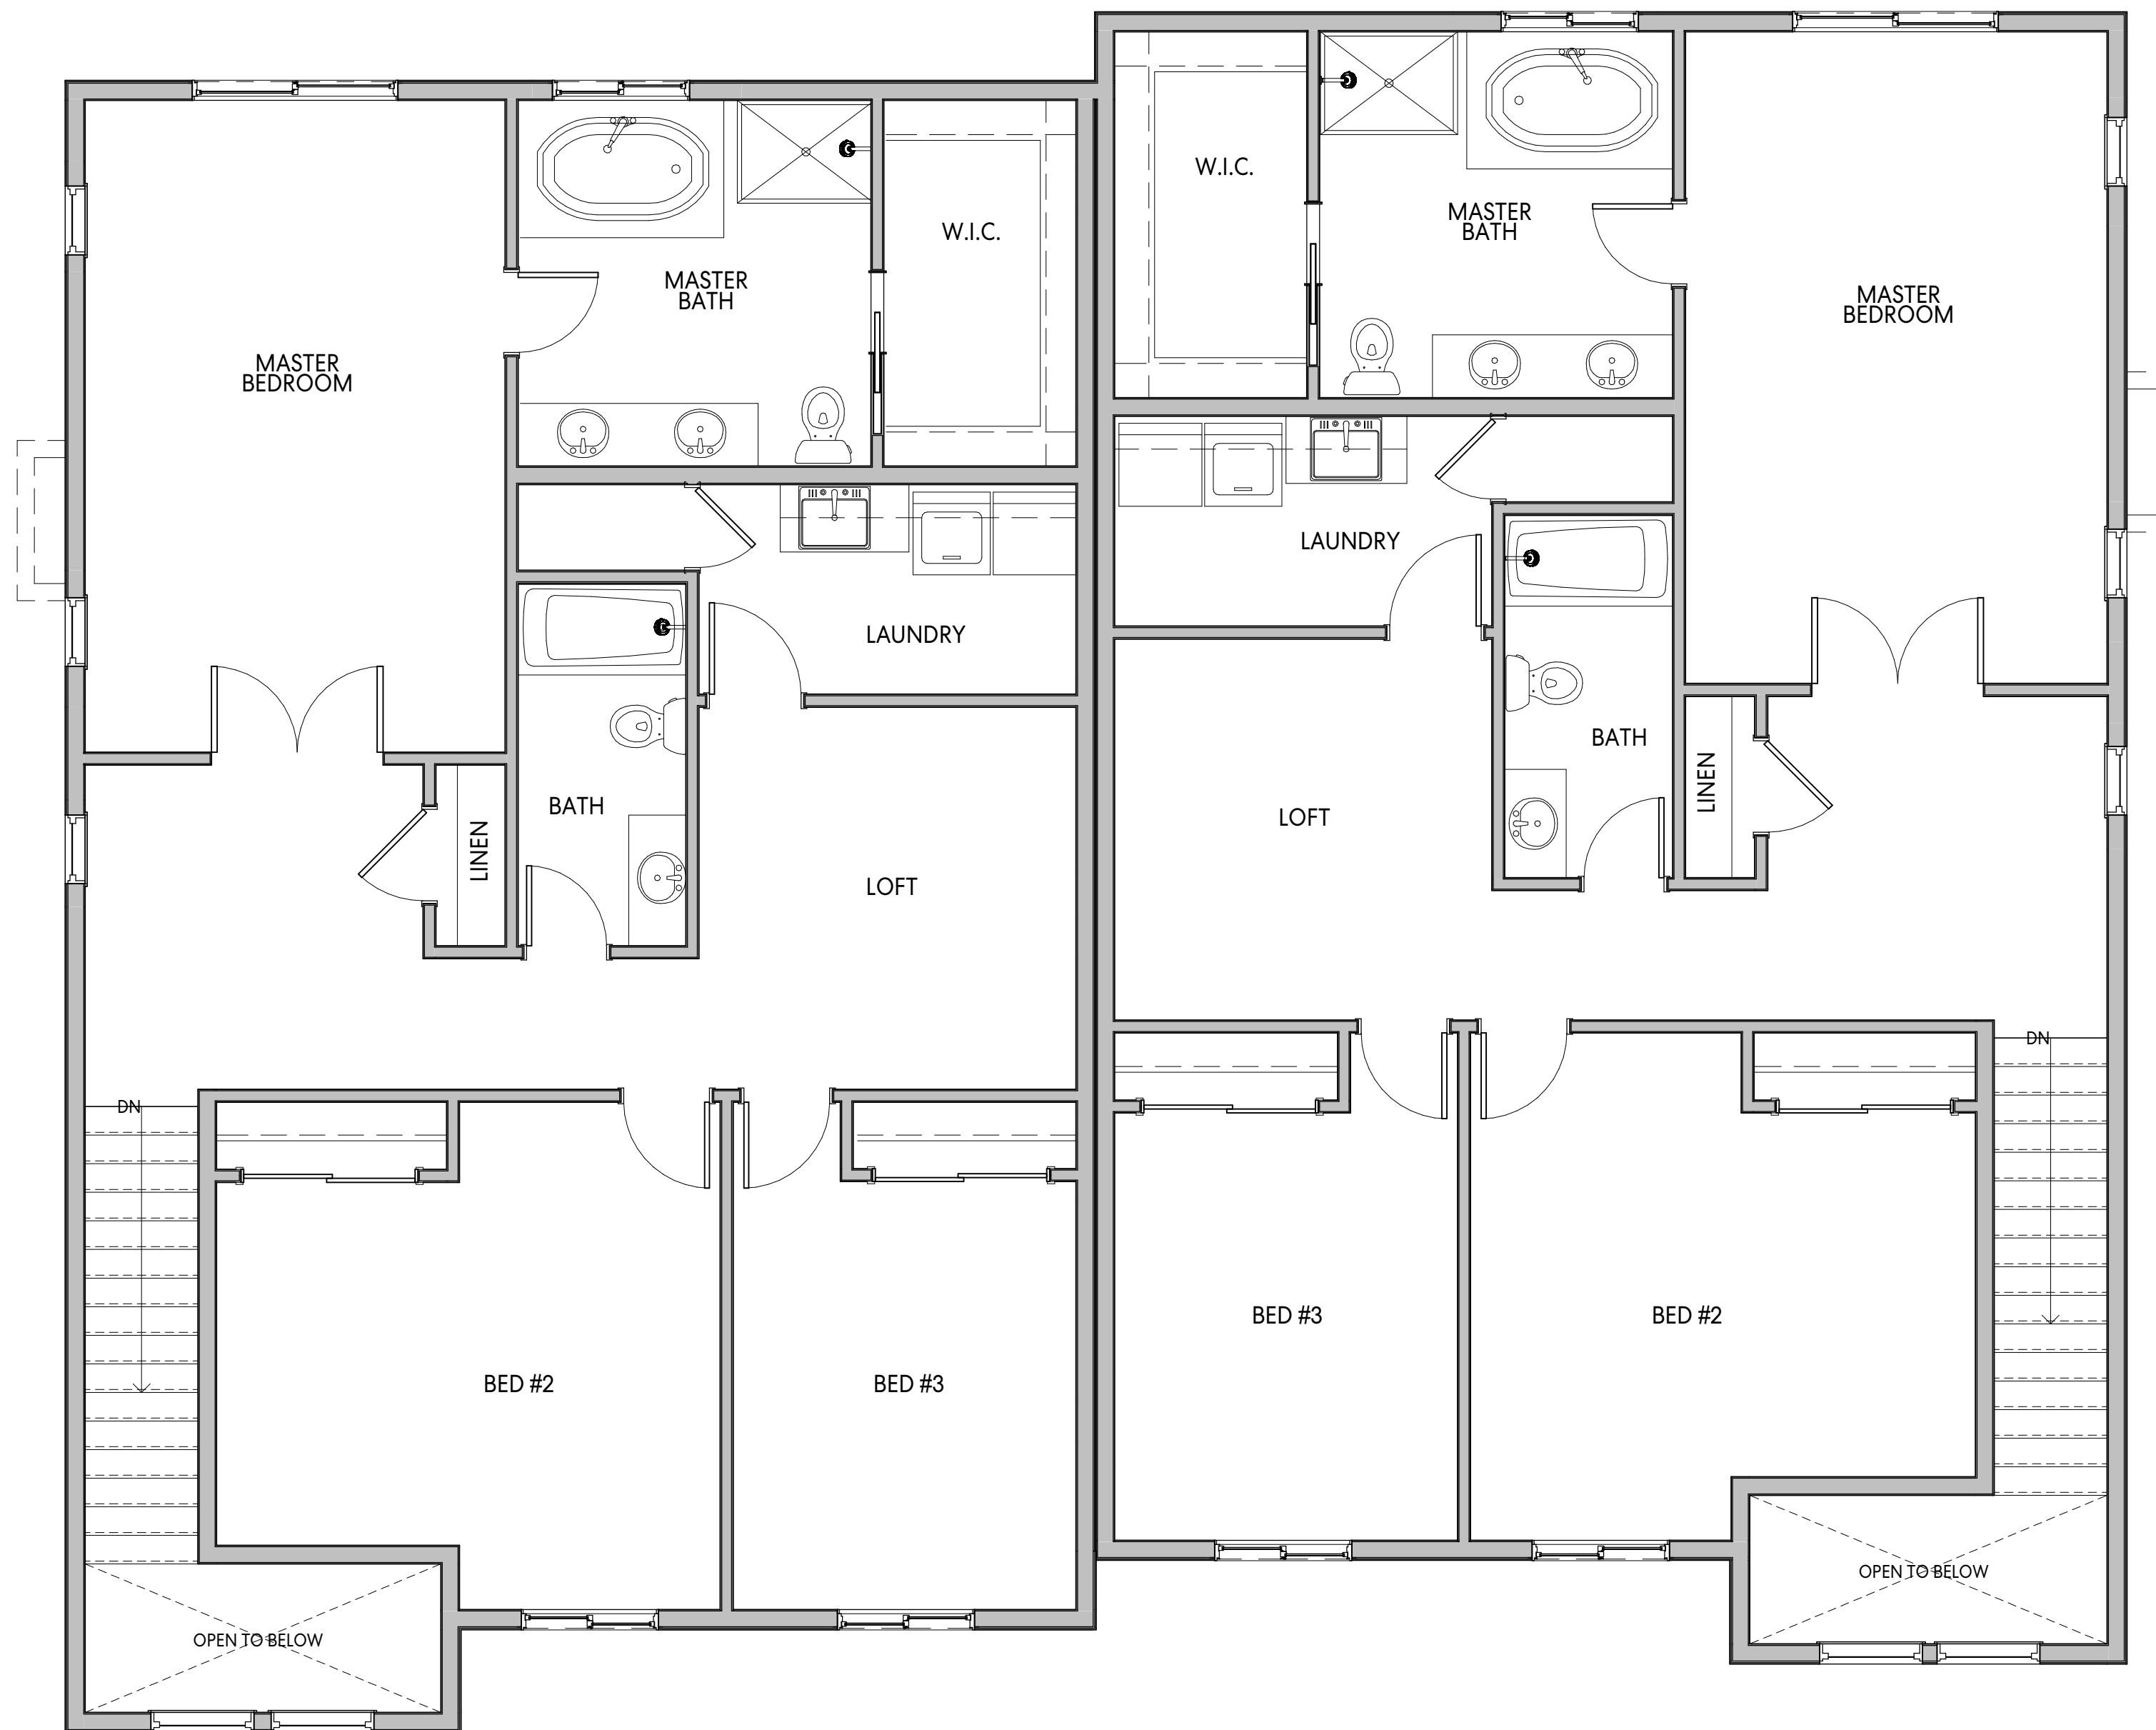 W.I.C.
MASTER
BATH
MASTER
BEDROOM
W.I.C.
MASTER
BATH
MASTER
BEDROOM
LAUNDRY
LAUNDRY
BATH
LINEN
BATH
LINEN
LOFT
LOFT
DN
DN
BED #3
BED #2
BED #2
BED #3
OPEN TO BELOW
OPEN TO BELOW